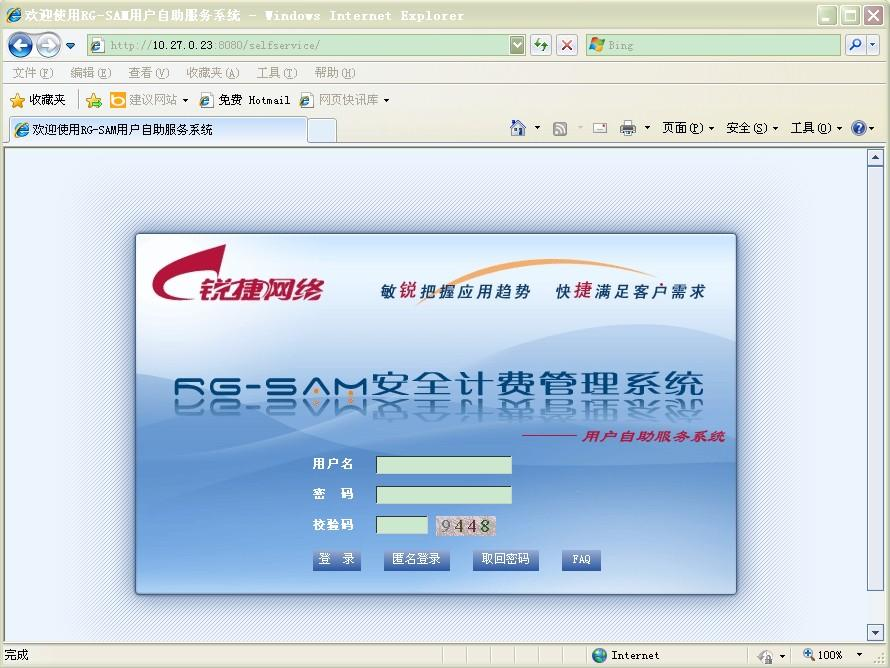 欢迎使用RG-SAM用户自助服务系统 - Windows Internet Explorer
http://10.27.0.23:8080/selfservice/ Bing
文件(F) 编辑(E) 查看(V) 收藏夹(A) 工具(T) 帮助(H)
收藏夹 建议网站 免费 Hotmail 网页快讯库
欢迎使用RG-SAM用户自助服务系统 页面(P) 安全(S) 工具(O)
锐捷网络 敏锐把握应用趋势 快捷满足客户需求
RG-SAM安全计费管理系统
用户自助服务系统
用户名
密 码
校验码 9448
登 录 匿名登录 取回密码 FAQ
完成 Internet 100%